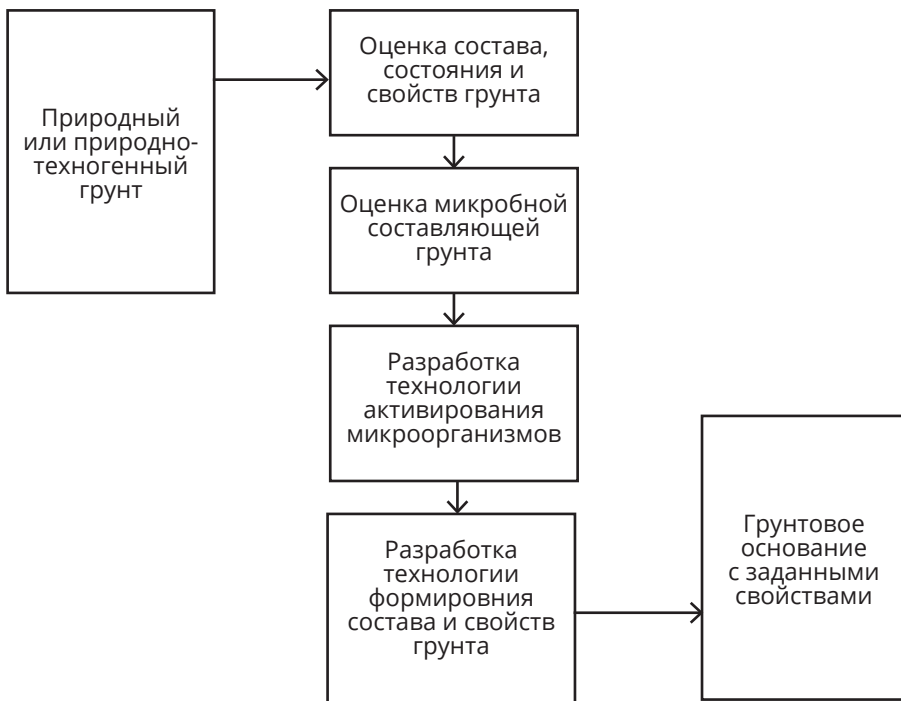 Природный
или природно-
техногенный
грунт
Оценка состава,
состояния и
свойств грунта
Оценка микробной
составляющей
грунта
Разработка
технологии
активирования
микроорганизмов
Разработка
технологии
формировния
состава и свойств
грунта
Грунтовое
основание
с заданными
свойствами